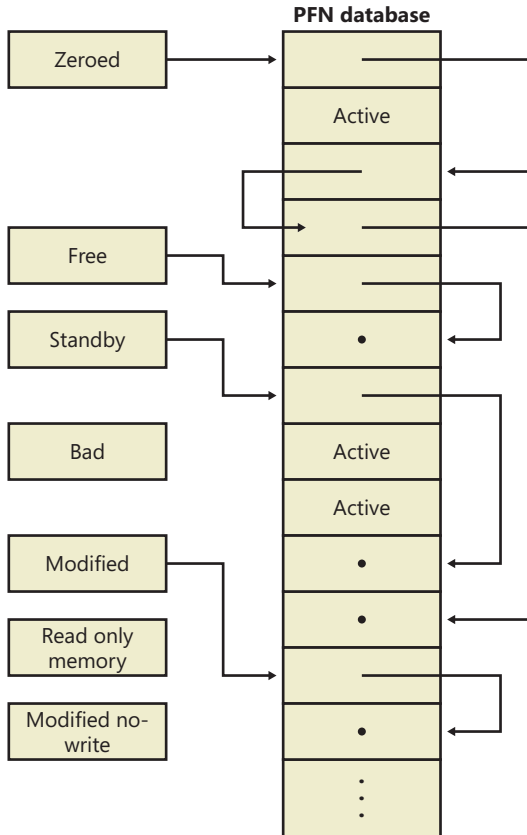 PFN database
Zeroed
Active
Free
Standby
Bad
Active
Active
Modified
Read only
memory
Modified no-
write